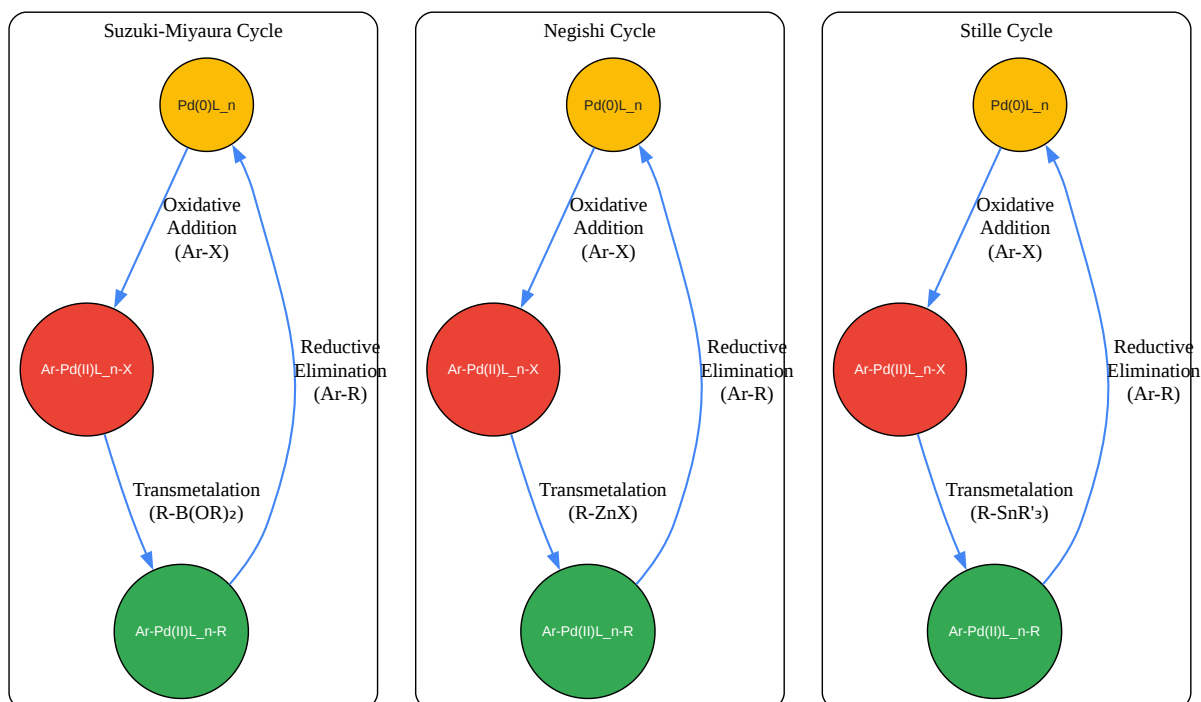 Suzuki-Miyaura Cycle
Pd(0)L_n
Oxidative
Addition
(Ar-X)
Ar-Pd(II)L_n-X
Reductive
Elimination
(Ar-R)
Transmetalation
(R-B(OR)₂)
Ar-Pd(II)L_n-R
Negishi Cycle
Pd(0)L_n
Oxidative
Addition
(Ar-X)
Ar-Pd(II)L_n-X
Reductive
Elimination
(Ar-R)
Transmetalation
(R-ZnX)
Ar-Pd(II)L_n-R
Stille Cycle
Pd(0)L_n
Oxidative
Addition
(Ar-X)
Ar-Pd(II)L_n-X
Reductive
Elimination
(Ar-R)
Transmetalation
(R-SnR'₃)
Ar-Pd(II)L_n-R